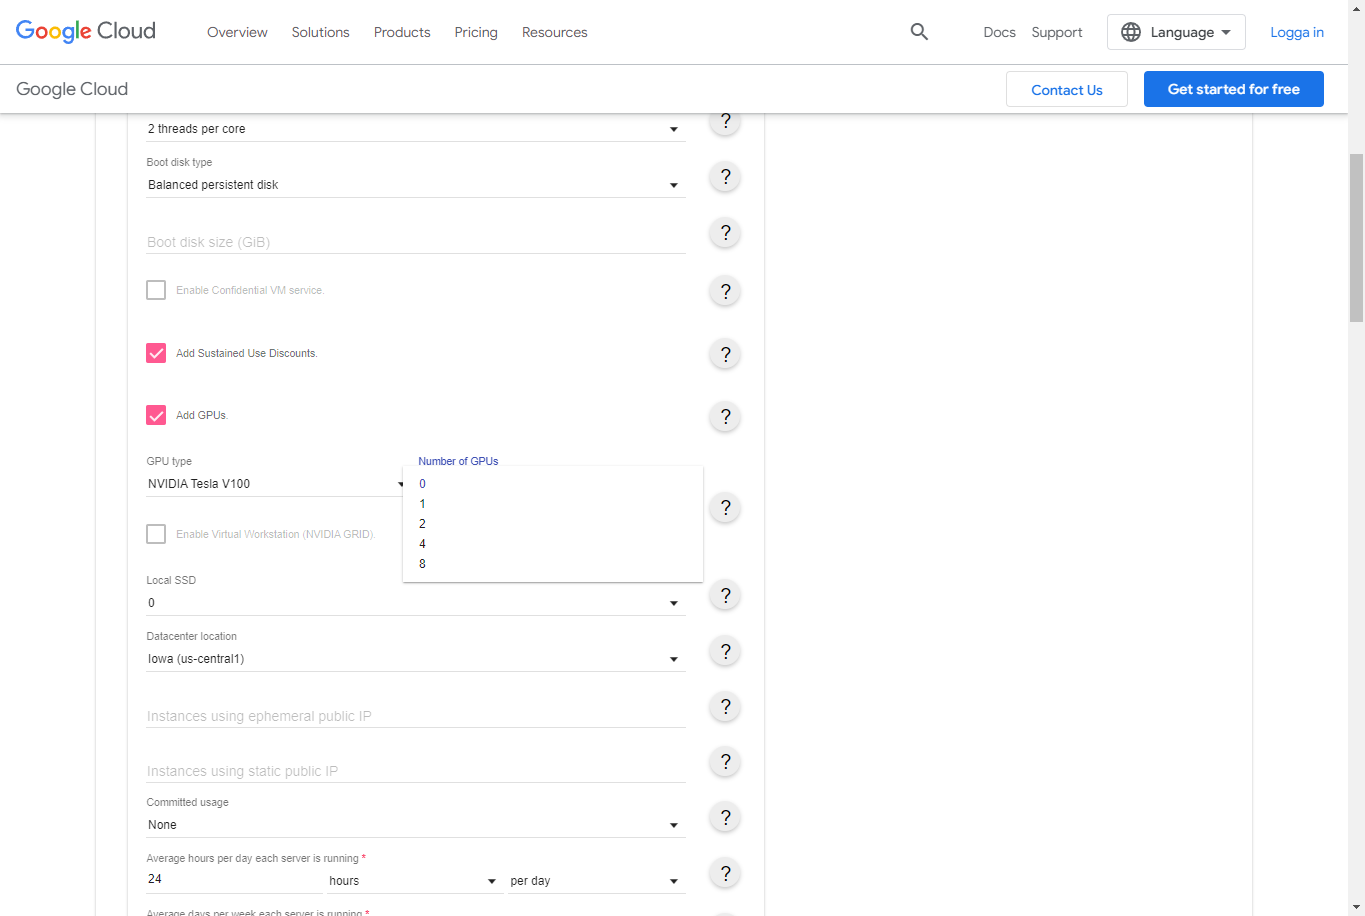 Google Cloud
Overview
Solutions
Products
Pricing
Resources
Docs
Support
Language
Logga in
Google Cloud
Contact Us
Get started for free
2 threads per core
?
Boot disk type
Balanced persistent disk
?
Boot disk size (GiB)
?
Enable Confidential VM service.
?
Add Sustained Use Discounts.
?
Add GPUs.
?
GPU type
NVIDIA Tesla V100
Number of GPUs
0
1
2
4
8
?
Enable Virtual Workstation (NVIDIA GRID).
Local SSD
0
?
Datacenter location
Iowa (us-central1)
?
Instances using ephemeral public IP
?
Instances using static public IP
?
Committed usage
None
?
Average hours per day each server is running *
24
hours
per day
?
Average days per week each server is running *